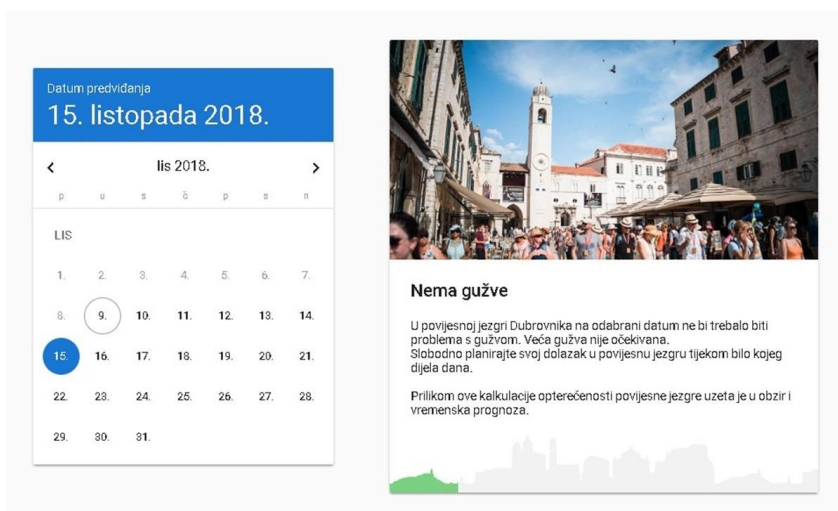 Datum predviđanja
15. listopada 2018.
lis 2018.
p u s č p s n
LIS
1. 2. 3. 4. 5. 6. 7.
8. 9. 10. 11. 12. 13. 14.
15. 16. 17. 18. 19. 20. 21.
22. 23. 24. 25. 26. 27. 28.
29. 30. 31.
Nema gužve
U povijesnoj jezgri Dubrovnika na odabrani datum ne bi trebalo biti
problema s gužvom. Veća gužva nije očekivana.
Slobodno planirajte svoj dolazak u povijesnu jezgru tijekom bilo kojeg
dijela dana.
Prilikom ove kalkulacije opterećenosti povijesne jezgre uzeta je u obzir i
vremenska prognoza.